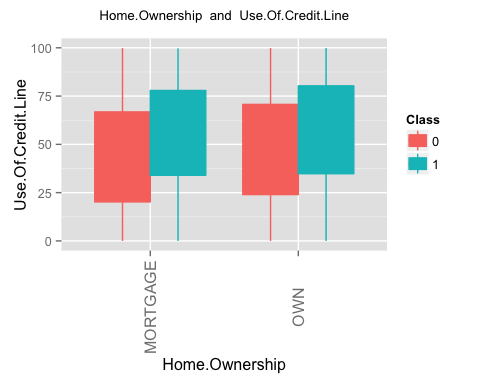 Home.Ownership and Use.Of.Credit.Line
Use.Of.Credit.Line
100
75
50
25
0
MORTGAGE
OWN
Home.Ownership
Class
0
1